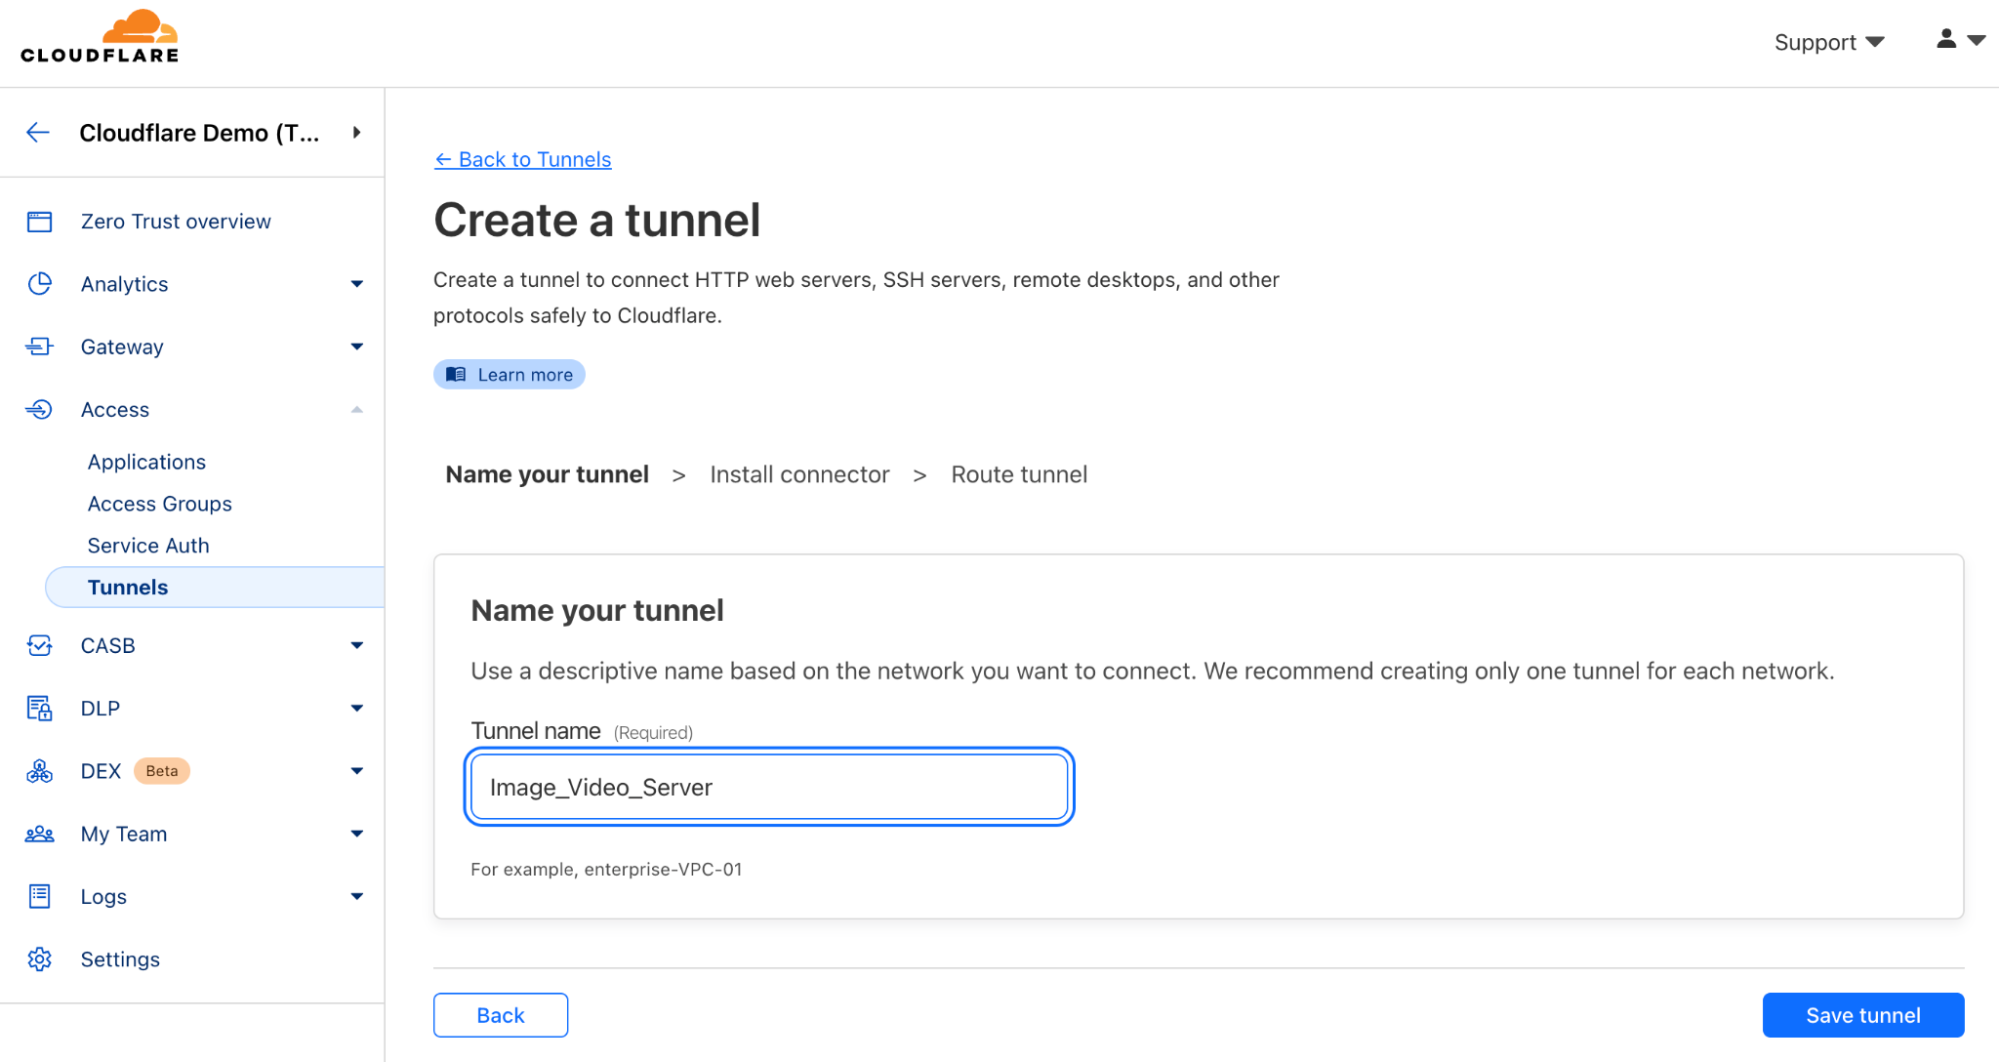 CLOUDFLARE
Support
Cloudflare Demo (T...
Zero Trust overview
Analytics
Gateway
Access
Applications
Access Groups
Service Auth
Tunnels
CASB
DLP
DEX Beta
My Team
Logs
Settings
← Back to Tunnels
Create a tunnel
Create a tunnel to connect HTTP web servers, SSH servers, remote desktops, and other
protocols safely to Cloudflare.
Learn more
Name your tunnel > Install connector > Route tunnel
Name your tunnel
Use a descriptive name based on the network you want to connect. We recommend creating only one tunnel for each network.
Tunnel name (Required)
Image_Video_Server
For example, enterprise-VPC-01
Back
Save tunnel